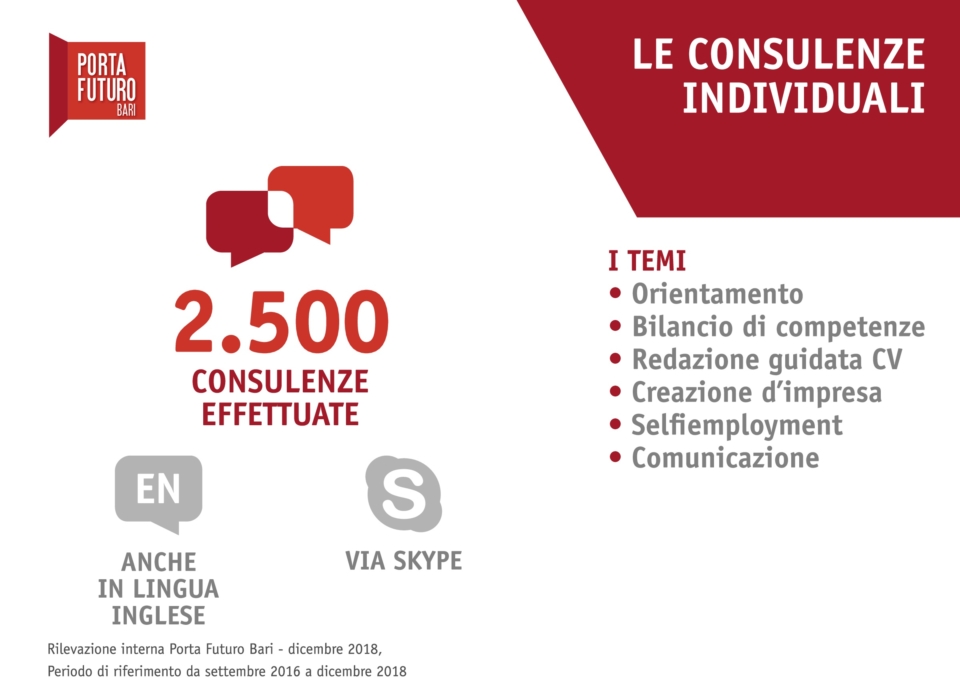 PORTA
FUTURO
BARI
LE CONSULENZE
INDIVIDUALI
2.500
CONSULENZE
EFFETTUATE
EN
ANCHE
IN LINGUA
INGLESE
S
VIA SKYPE
I TEMI
• Orientamento
• Bilancio di competenze
• Redazione guidata CV
• Creazione d’impresa
• Selfiemployment
• Comunicazione
Rilevazione interna Porta Futuro Bari - dicembre 2018,
Periodo di riferimento da settembre 2016 a dicembre 2018